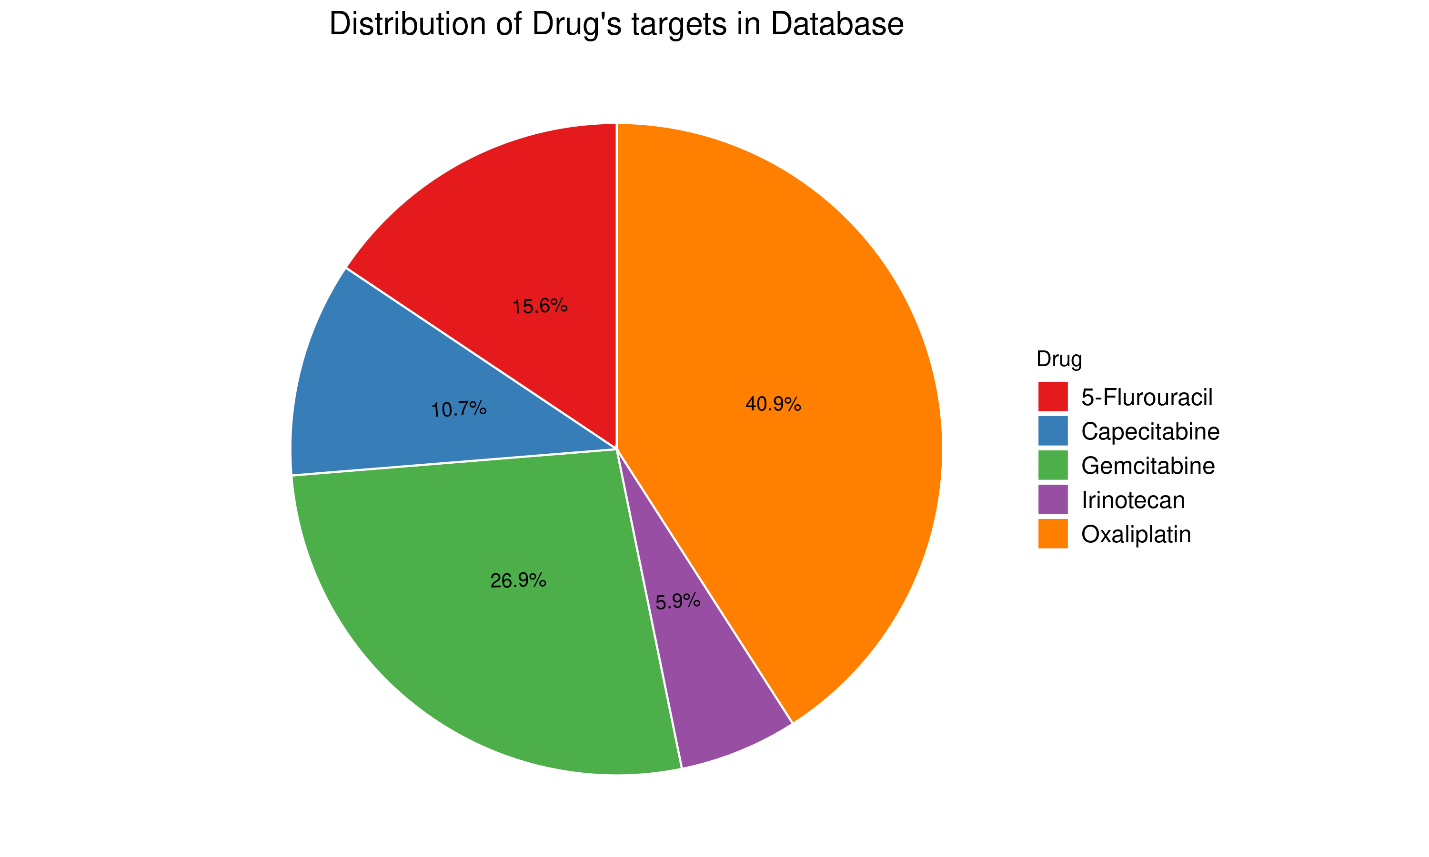 Distribution of Drug's targets in Database
15.6%
40.9%
10.7%
26.9%
5.9%
Drug
5-Flurouracil
Capecitabine
Gemcitabine
Irinotecan
Oxaliplatin